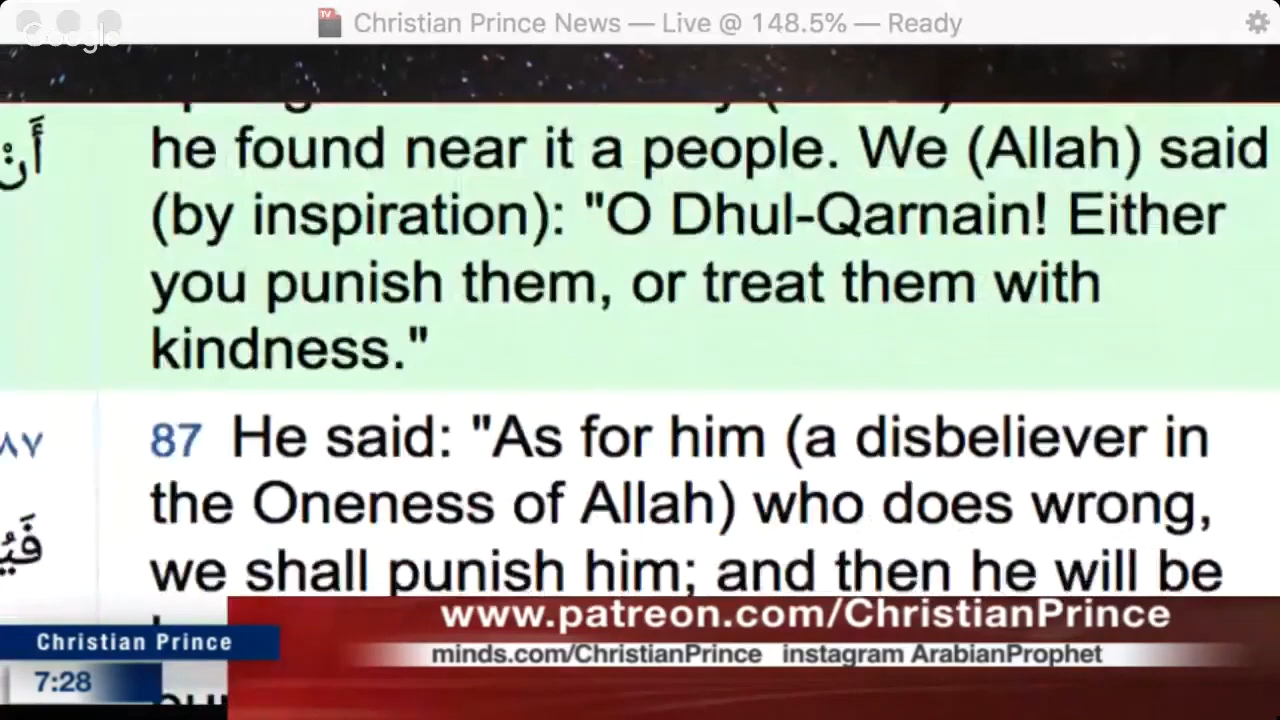 Christian Prince News — Live @ 148.5% — Ready
Google
he found near it a people. We (Allah) said
(by inspiration): "O Dhul-Qarnain! Either
you punish them, or treat them with
kindness."
٨٧
87 He said: "As for him (a disbeliever in
the Oneness of Allah) who does wrong,
we shall punish him; and then he will be
www.patreon.com/ChristianPrince
Christian Prince
minds.com/ChristianPrince instagram ArabianProphet
7:28